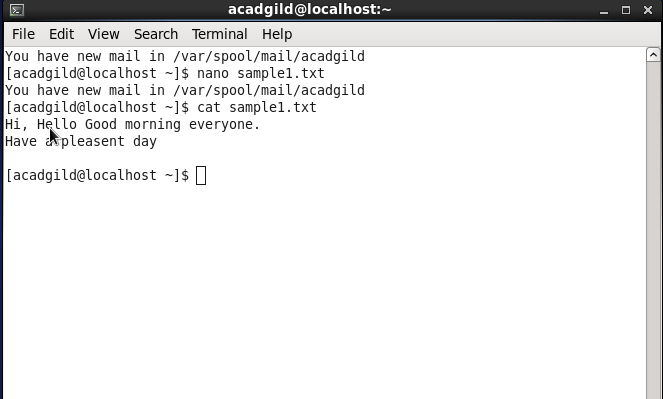 acadgild@localhost:~
File Edit View Search Terminal Help
You have new mail in /var/spool/mail/acadgild
[acadgild@localhost ~]$ nano sample1.txt
You have new mail in /var/spool/mail/acadgild
[acadgild@localhost ~]$ cat sample1.txt
Hi, Hello Good morning everyone.
Have a pleasent day
[acadgild@localhost ~]$